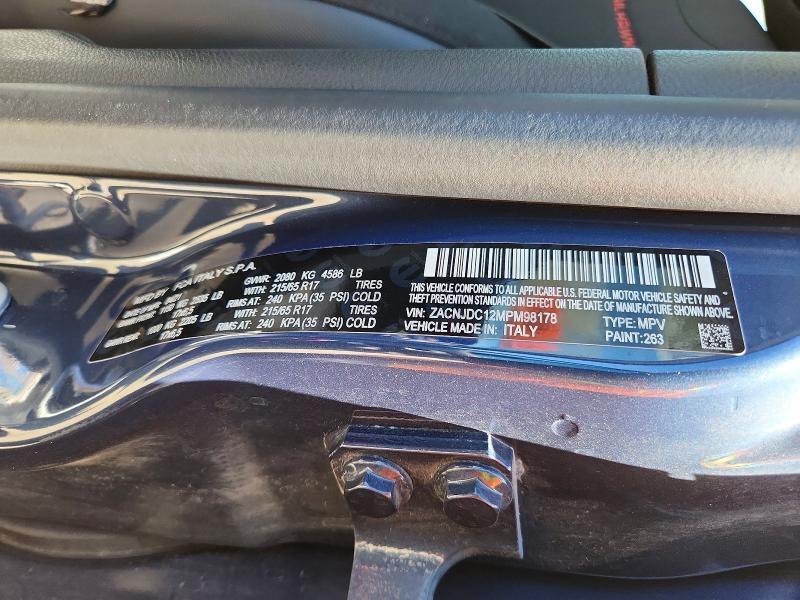 MFD BY: FCA ITALY S.P.A.
GVWR: 2080 KG 4586 LB
WITH: 215/65 R17 TIRES
RIMS AT: 240 KPA (35 PSI) COLD
WITH: 215/65 R17 TIRES
RIMS AT: 240 KPA (35 PSI) COLD
THIS VEHICLE CONFORMS TO ALL APPLICABLE U.S. FEDERAL MOTOR VEHICLE SAFETY AND
THEFT PREVENTION STANDARDS IN EFFECT ON THE DATE OF MANUFACTURE SHOWN ABOVE.
VIN: ZACNJDC12MPM98178 TYPE: MPV
VEHICLE MADE IN: ITALY PAINT:263